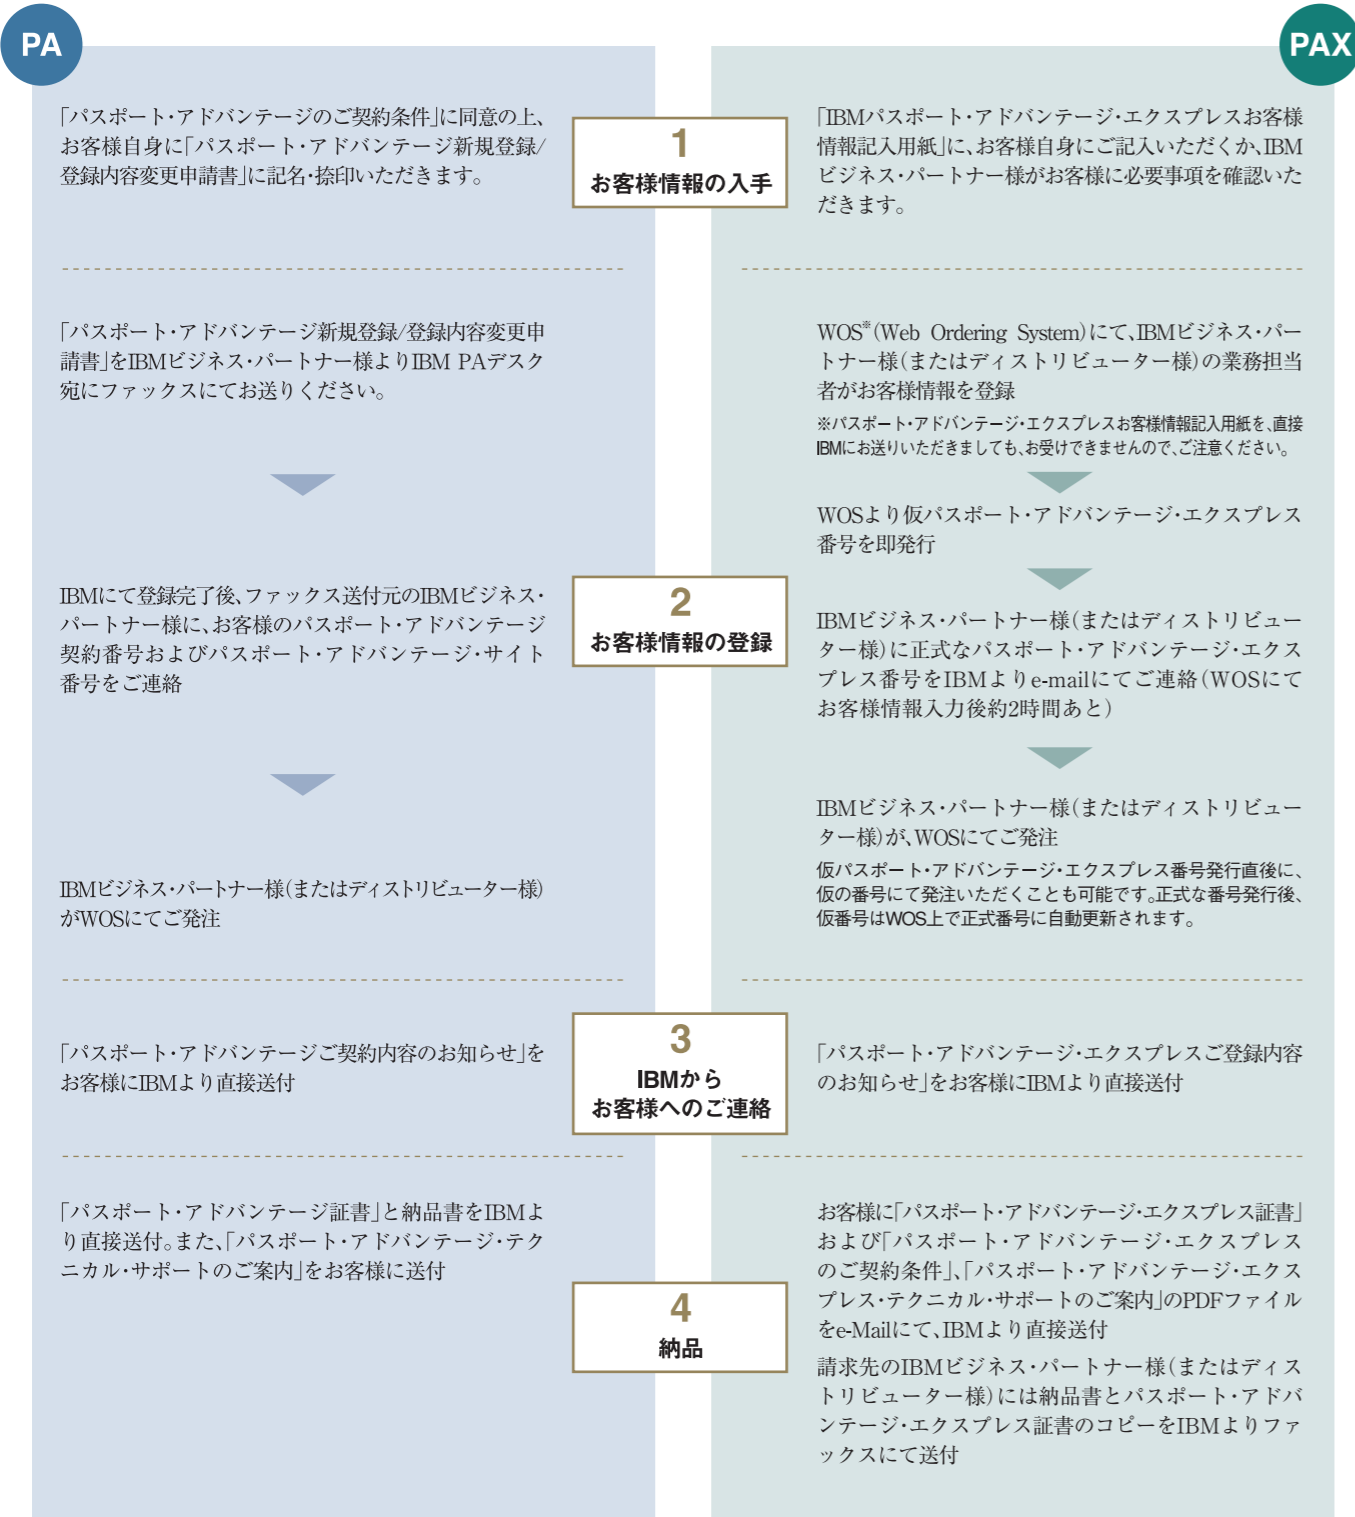 PA
PAX
「パスポート・アドバンテージのご契約条件」に同意の上、
お客様自身に「パスポート・アドバンテージ新規登録/
登録内容変更申請書」に記名・捺印いただきます。
1
お客様情報の入手
「IBMパスポート・アドバンテージ・エクスプレスお客様
情報記入用紙」に、お客様自身にご記入いただくか、IBM
ビジネス・パートナー様がお客様に必要事項を確認いた
だきます。
「パスポート・アドバンテージ新規登録/登録内容変更申
請書」をIBMビジネス・パートナー様よりIBM PAデスク
宛にファックスにてお送りください。
IBMにて登録完了後、ファックス送付元のIBMビジネス・
パートナー様に、お客様のパスポート・アドバンテージ
契約番号およびパスポート・アドバンテージ・サイト
番号をご連絡
IBMビジネス・パートナー様(またはディストリビューター様)
がWOSにてご発注
2
お客様情報の登録
WOS※(Web Ordering System)にて、IBMビジネス・パー
トナー様(またはディストリビューター様)の業務担当
者がお客様情報を登録
※パスポート・アドバンテージ・エクスプレスお客様情報記入用紙を、直接
IBMにお送りいただきましても、お受けできませんので、ご注意ください。
WOSより仮パスポート・アドバンテージ・エクスプレス
番号を即発行
IBMビジネス・パートナー様(またはディストリビュー
ター様)に正式なパスポート・アドバンテージ・エクス
プレス番号をIBMよりe-mailにてご連絡(WOSにて
お客様情報入力後約2時間あと)
IBMビジネス・パートナー様(またはディストリビュー
ター様)が、WOSにてご発注
仮パスポート・アドバンテージ・エクスプレス番号発行直後に、
仮の番号にて発注いただくことも可能です。正式な番号発行後、
仮番号はWOS上で正式番号に自動更新されます。
「パスポート・アドバンテージご契約内容のお知らせ」を
お客様にIBMより直接送付
3
IBMから
お客様へのご連絡
「パスポート・アドバンテージ・エクスプレスご登録内容
のお知らせ」をお客様にIBMより直接送付
「パスポート・アドバンテージ証書」と納品書をIBMよ
り直接送付。また、「パスポート・アドバンテージ・テク
ニカル・サポートのご案内」をお客様に送付
4
納品
お客様に「パスポート・アドバンテージ・エクスプレス証書」
および「パスポート・アドバンテージ・エクスプレス
のご契約条件」、「パスポート・アドバンテージ・エクス
プレス・テクニカル・サポートのご案内」のPDFファイル
をe-Mailにて、IBMより直接送付
請求先のIBMビジネス・パートナー様(またはディス
トリビューター様)には納品書とパスポート・アドバ
ンテージ・エクスプレス証書のコピーをIBMよりファ
ックスにて送付